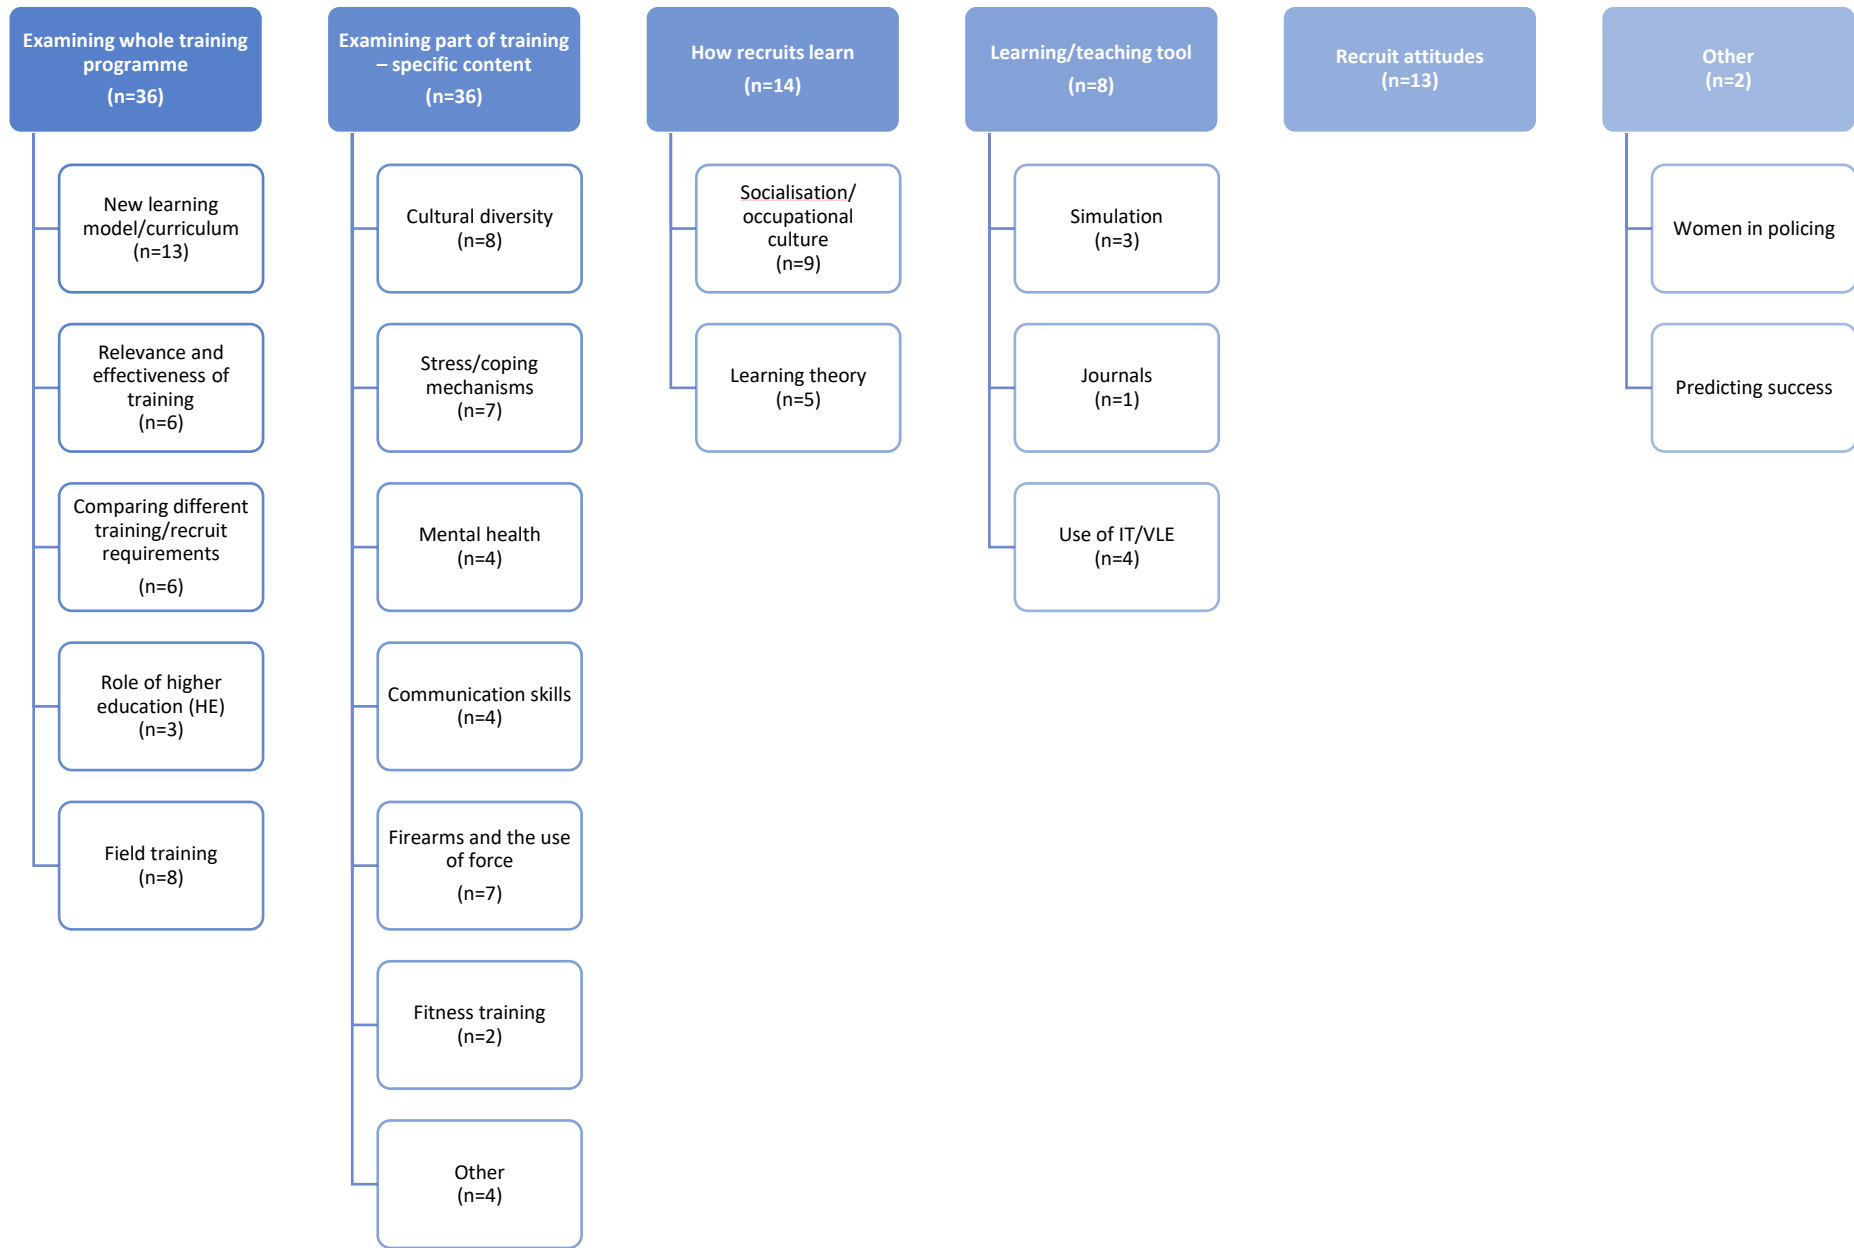 Examining whole training
programme
(n=36)
New learning
model/curriculum
(n=13)
Relevance and
effectiveness of
training
(n=6)
Comparing different
training/recruit
requirements
(n=6)
Role of higher
education (HE)
(n=3)
Field training
(n=8)
Examining part of training
– specific content
(n=36)
Cultural diversity
(n=8)
Stress/coping
mechanisms
(n=7)
Mental health
(n=4)
Communication skills
(n=4)
Firearms and the use
of force
(n=7)
Fitness training
(n=2)
Other
(n=4)
How recruits learn
(n=14)
Socialisation/
occupational
culture
(n=9)
Learning theory
(n=5)
Learning/teaching tool
(n=8)
Simulation
(n=3)
Journals
(n=1)
Use of IT/VLE
(n=4)
Recruit attitudes
(n=13)
Other
(n=2)
Women in policing
Predicting success